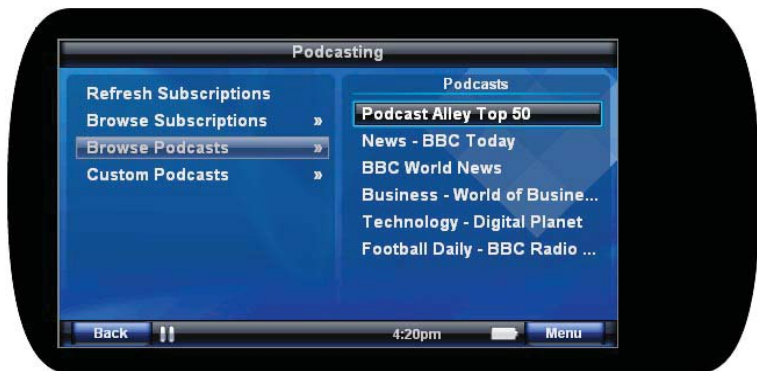 Podcasting
Refresh Subscriptions
Browse Subscriptions »
Browse Podcasts »
Custom Podcasts »
Podcasts
Podcast Alley Top 50
News - BBC Today
BBC World News
Business - World of Busine...
Technology - Digital Planet
Football Daily - BBC Radio ...
Back 4:20pm Menu